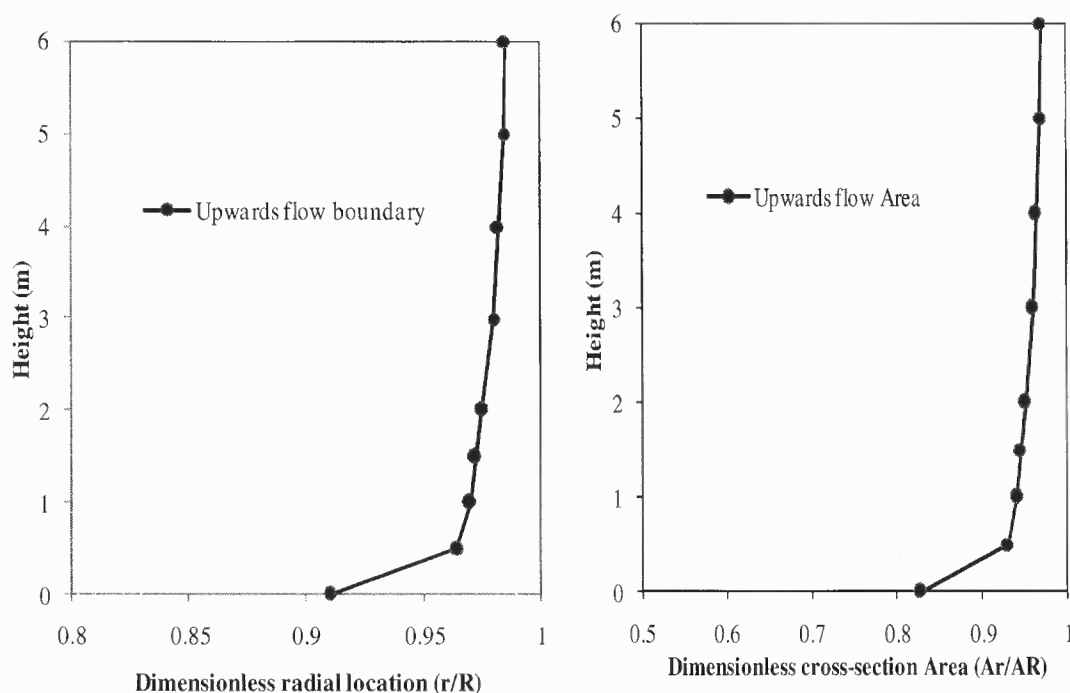 6
5
4
3
2
1
0
Height (m)
Upwards flow boundary
0.8 0.85 0.9 0.95 1
Dimensionless radial location (r/R)
6
5
4
3
2
1
0
Height (m)
Upwards flow Area
0.5 0.6 0.7 0.8 0.9 1
Dimensionless cross-section Area (Ar/AR)